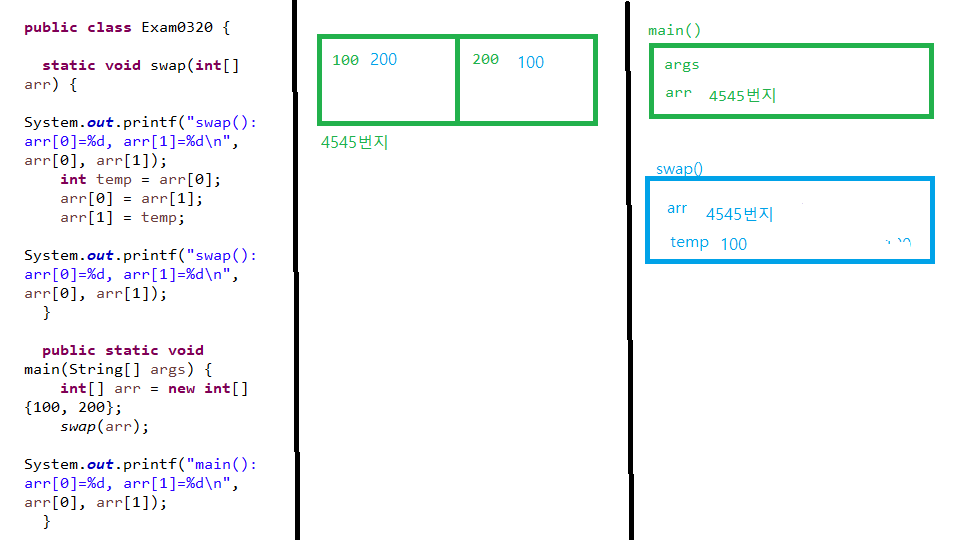 public class Exam0320 {
static void swap(int[]
arr) {
System.out.printf("swap():
arr[0]=%d, arr[1]=%d\n",
arr[0], arr[1]);
int temp = arr[0];
arr[0] = arr[1];
arr[1] = temp;
System.out.printf("swap():
arr[0]=%d, arr[1]=%d\n",
arr[0], arr[1]);
}
public static void
main(String[] args) {
int[] arr = new int[]
{100, 200};
swap(arr);
System.out.printf("main():
arr[0]=%d, arr[1]=%d\n",
arr[0], arr[1]);
}
100 200
200 100
4545번지
main()
args
arr 4545번지
swap()
arr 4545번지
temp 100